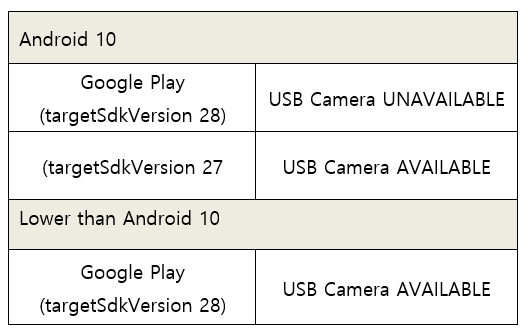 Android 10
Google Play
(targetSdkVersion 28)
USB Camera UNAVAILABLE
(targetSdkVersion 27
USB Camera AVAILABLE
Lower than Android 10
Google Play
(targetSdkVersion 28)
USB Camera AVAILABLE